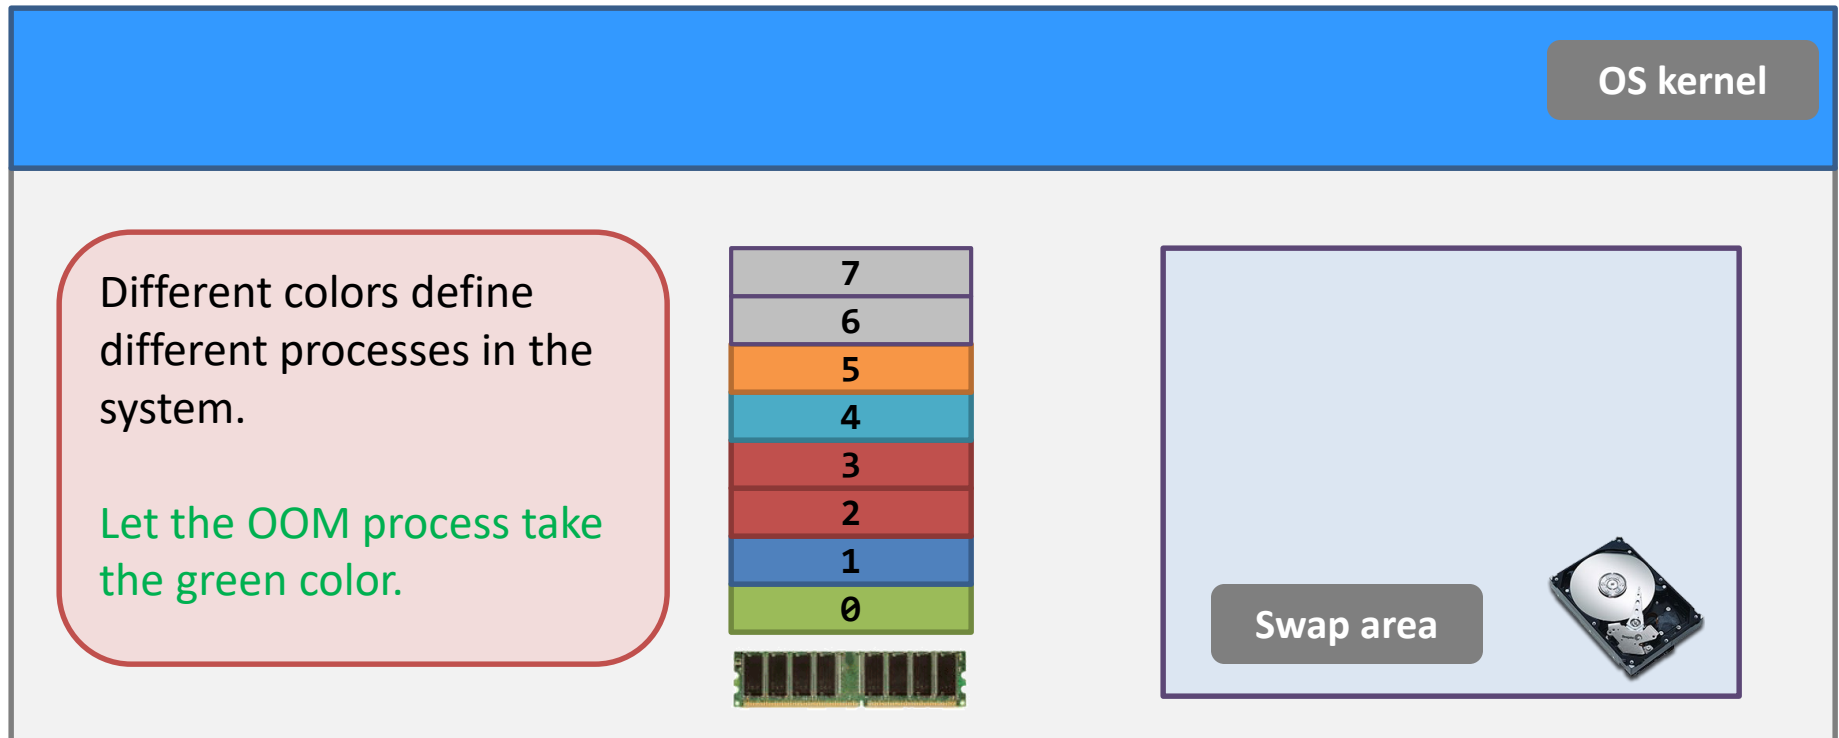 OS kernel
Different colors define
different processes in the
system.
Let the OOM process take
the green color.
7
6
5
4
3
2
1
0
Swap area